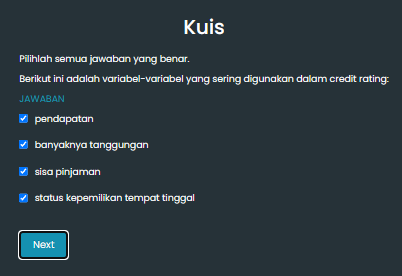 Kuis
Pilihlah semua jawaban yang benar.
Berikut ini adalah variabel-variabel yang sering digunakan dalam credit rating:
JAWABAN
pendapatan
banyaknya tanggungan
sisa pinjaman
status kepemilikan tempat tinggal
Next